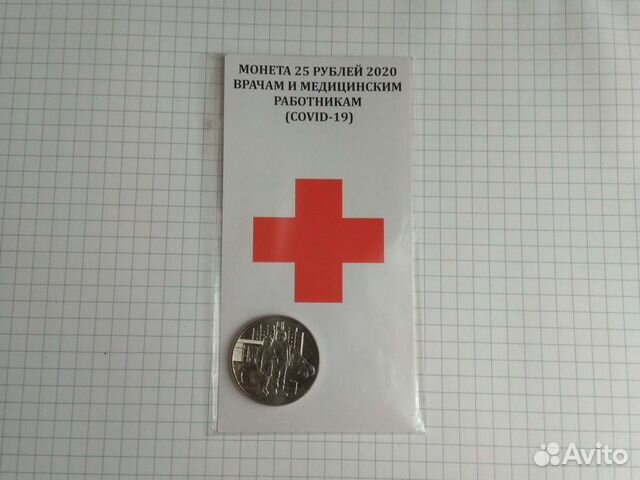 МОНЕТА 25 РУБЛЕЙ 2020
ВРАЧАМ И МЕДИЦИНСКИМ
РАБОТНИКАМ
(COVID-19)
Avito